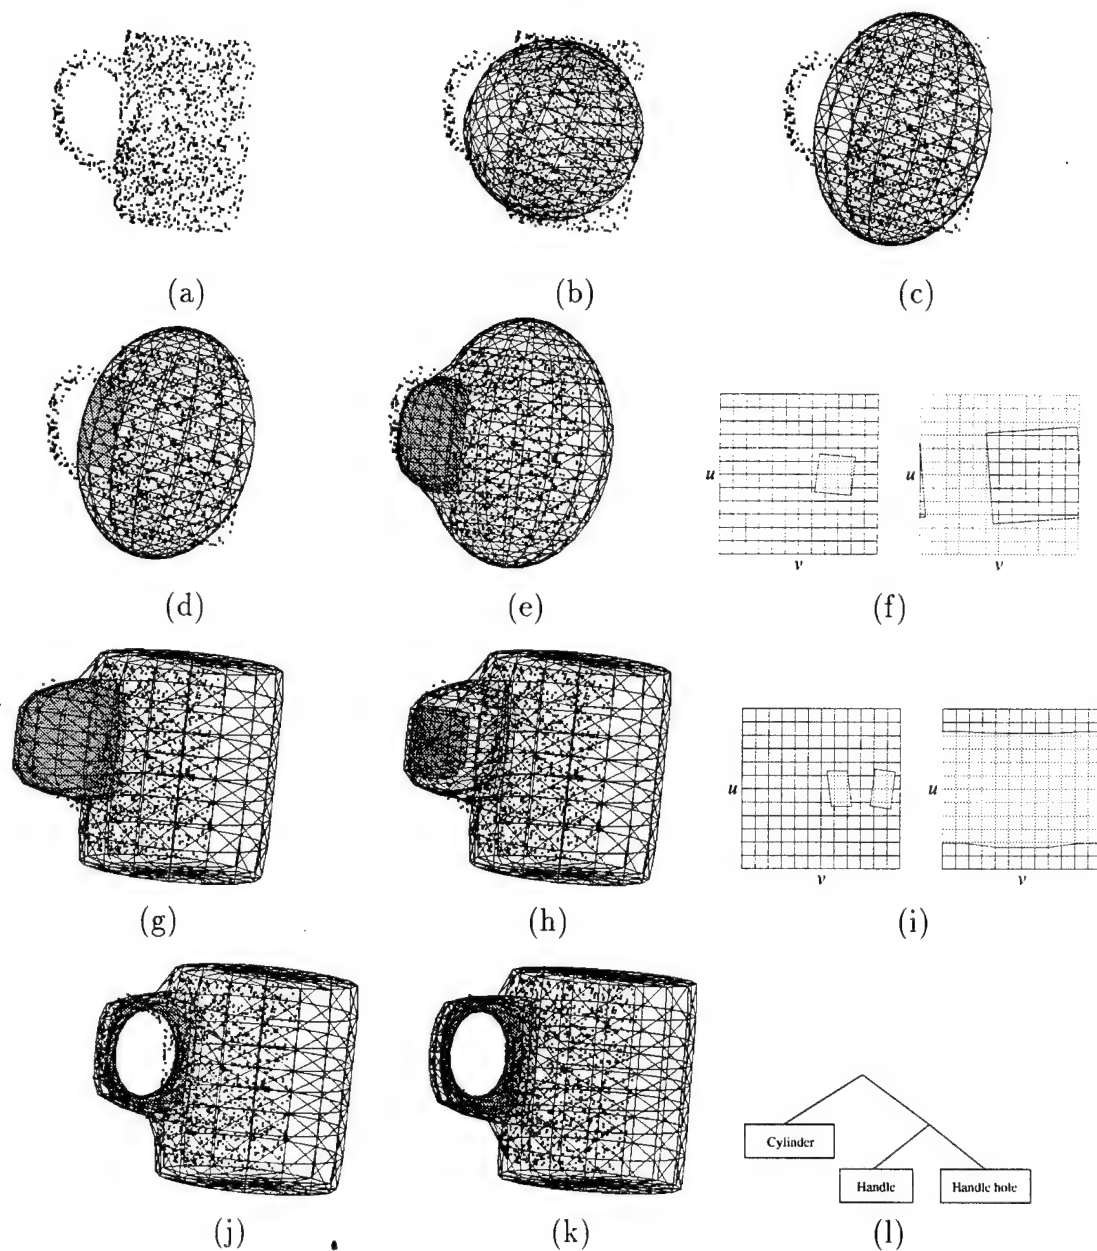 (a)
(b)
(c)
u
v
u
v
(d)
(e)
(f)
u
v
u
v
(g)
(h)
(i)
Cylinder
Handle
Handle hole
(j)
(k)
(l)